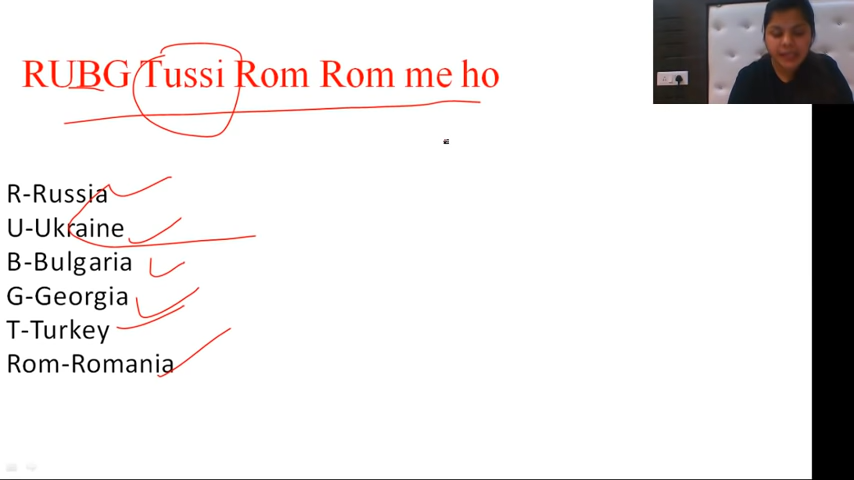 RUBG Tussi Rom Rom me ho
R-Russia
U-Ukraine
B-Bulgaria
G-Georgia
T-Turkey
Rom-Romania